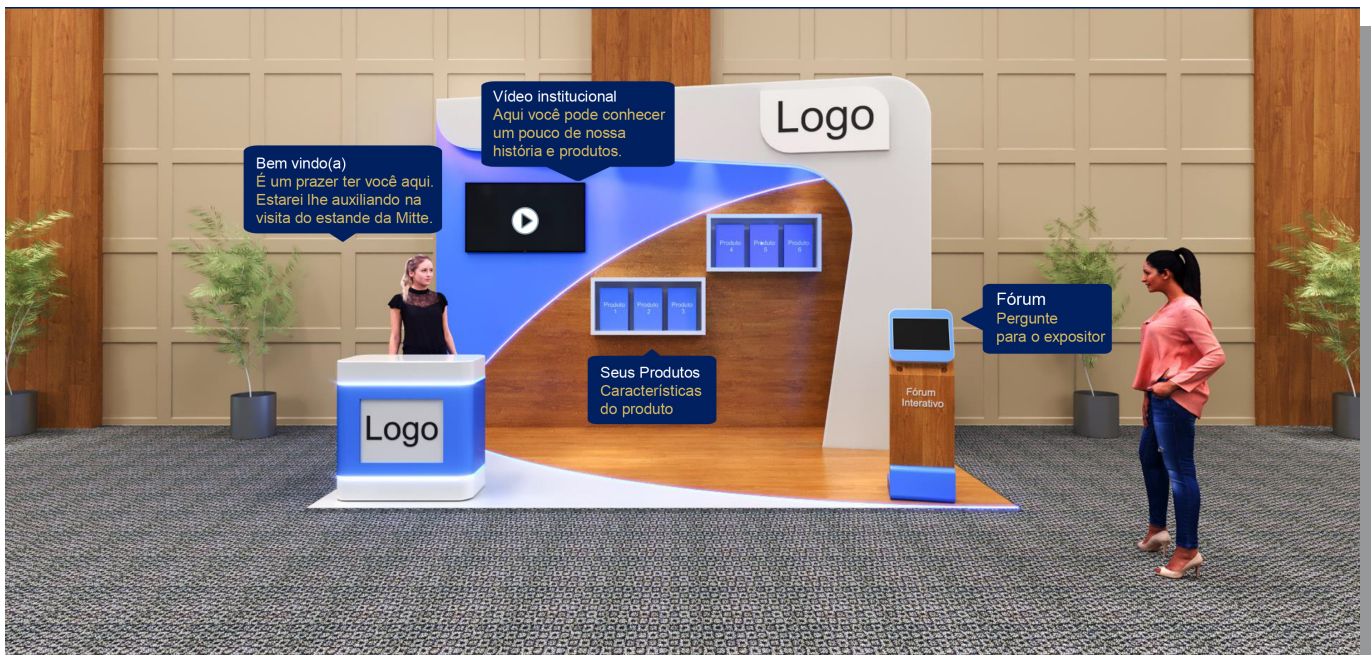 Vídeo institucional
Aqui você pode conhecer
um pouco de nossa
história e produtos.
Logo
Bem vindo(a)
É um prazer ter você aqui.
Estarei lhe auxiliando na
visita do estande da Mitte.
Produto
4
Produto
5
Produto
6
Produto
1
Produto
2
Produto
3
Fórum
Pergunte
para o expositor
Seus Produtos
Características
do produto
Fórum
Interativo
Logo